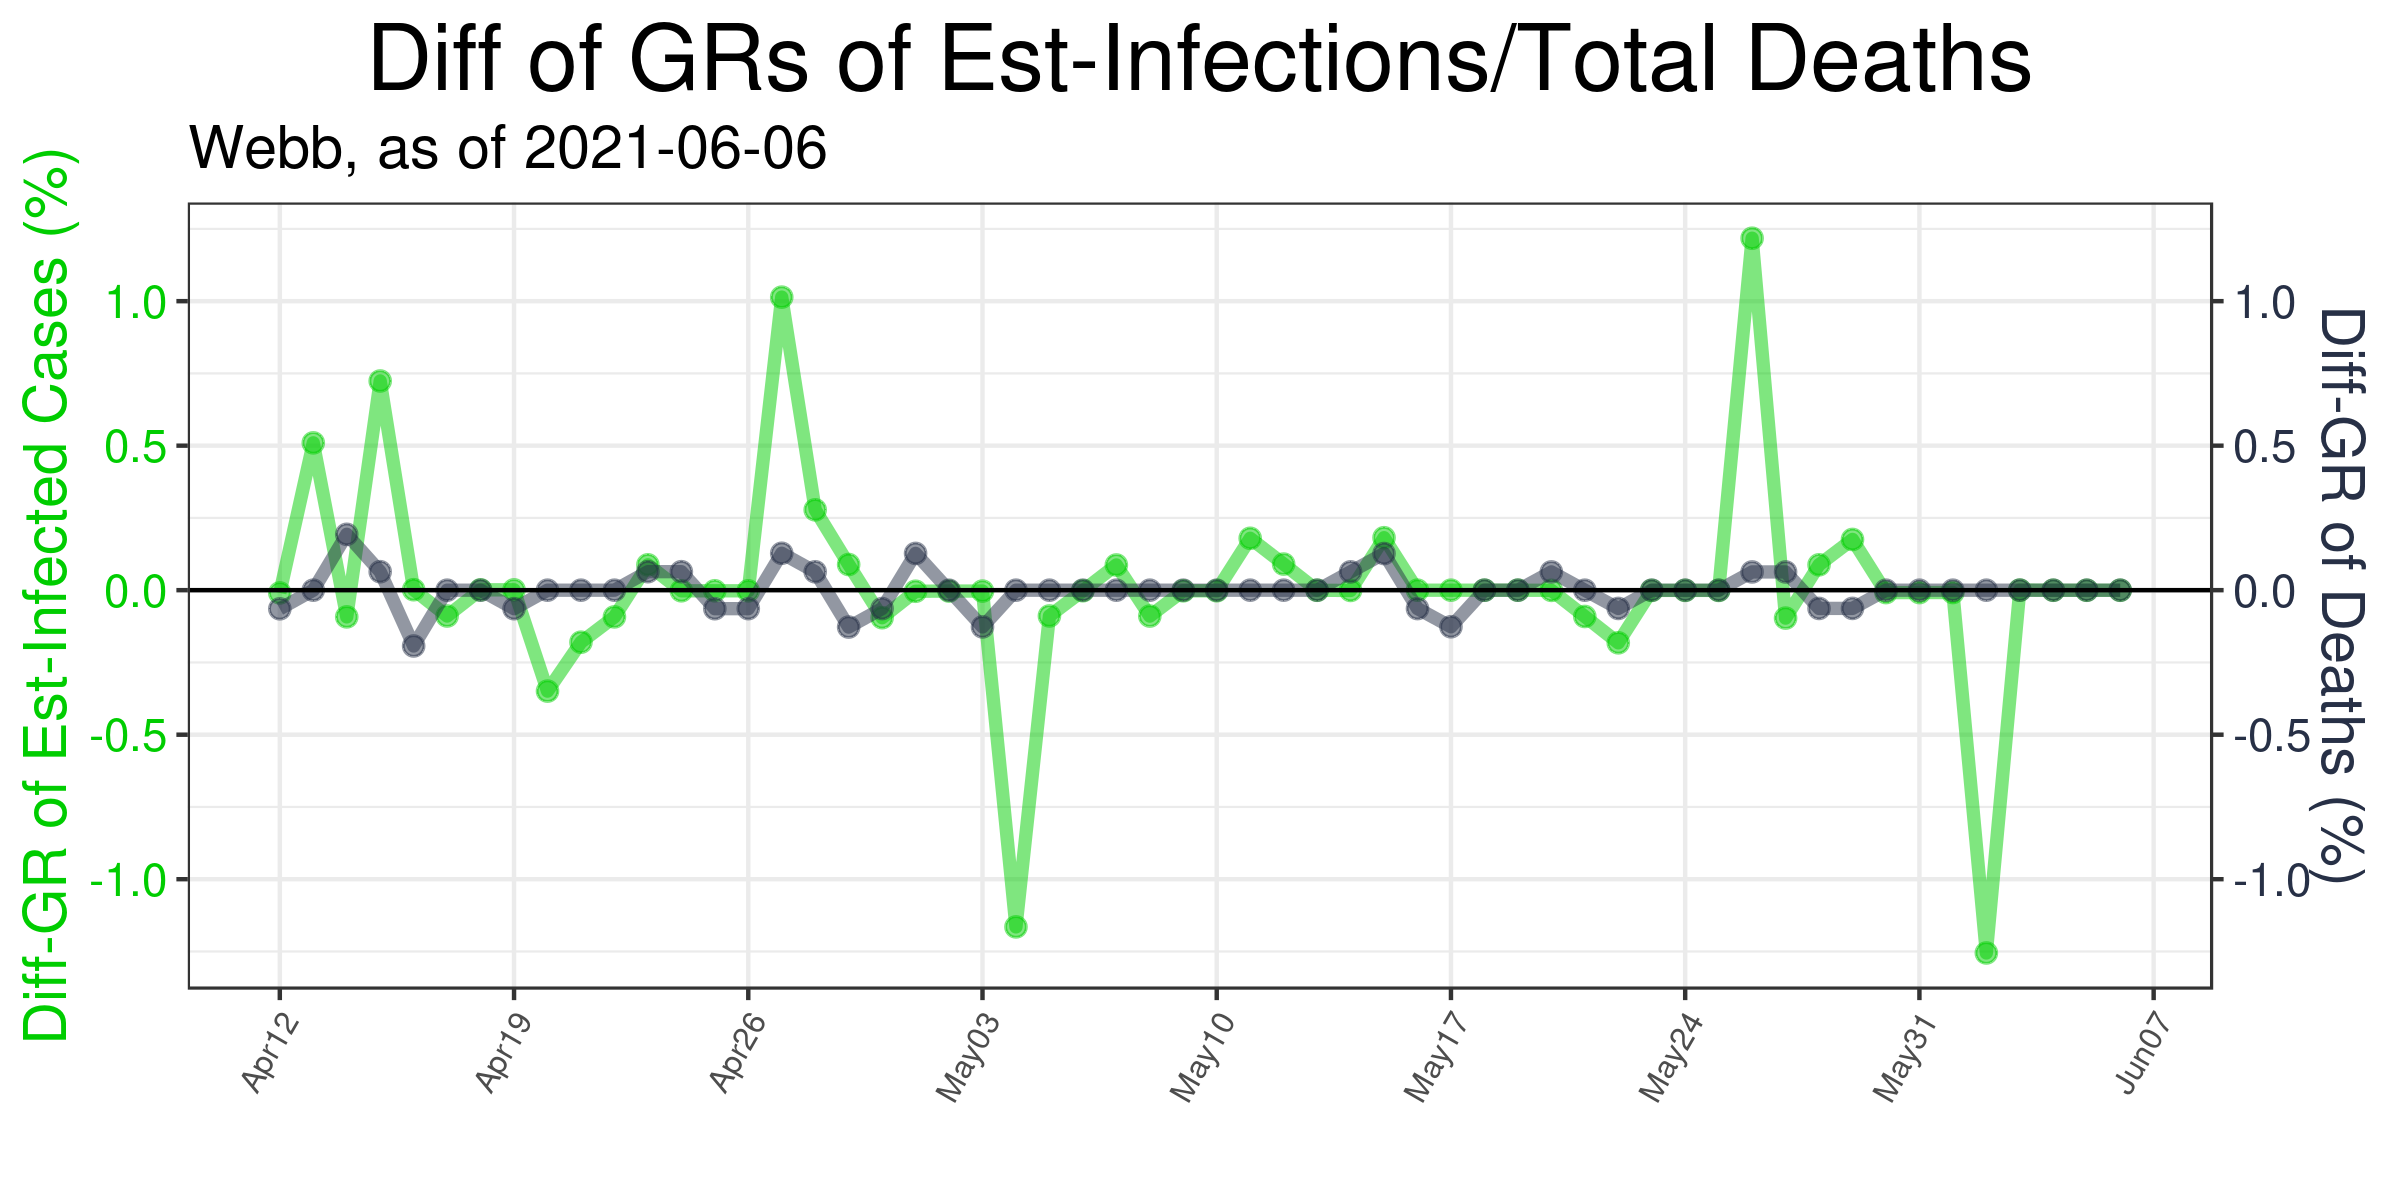 Diff of GRs of Est-Infections/Total Deaths
Webb, as of 2021-06-06
Diff-GR of Est-Infected Cases (%)
1.0
0.5
0.0
-0.5
-1.0
1.0
0.5
0.0
-0.5
-1.0
Diff-GR of Deaths (%)
Apr12
Apr19
Apr26
May03
May10
May17
May24
May31
Jun07